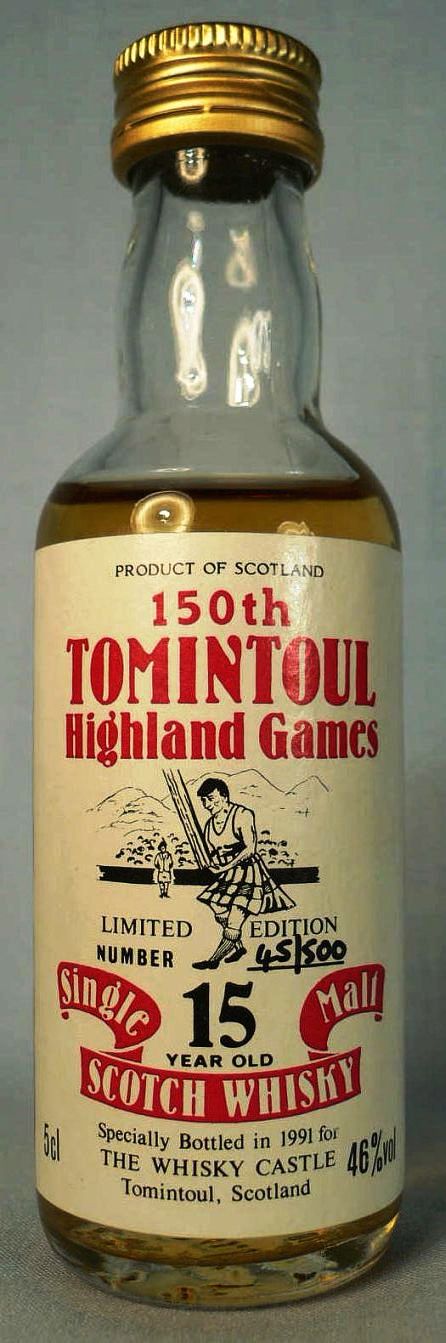 PRODUCT OF SCOTLAND
150th
TOMINTOUL
Highland Games
LIMITED EDITION
NUMBER 45/500
Single Malt
15
YEAR OLD
SCOTCH WHISKY
5cl
Specially Bottled in 1991 for
THE WHISKY CASTLE
Tomintoul, Scotland
46%vol